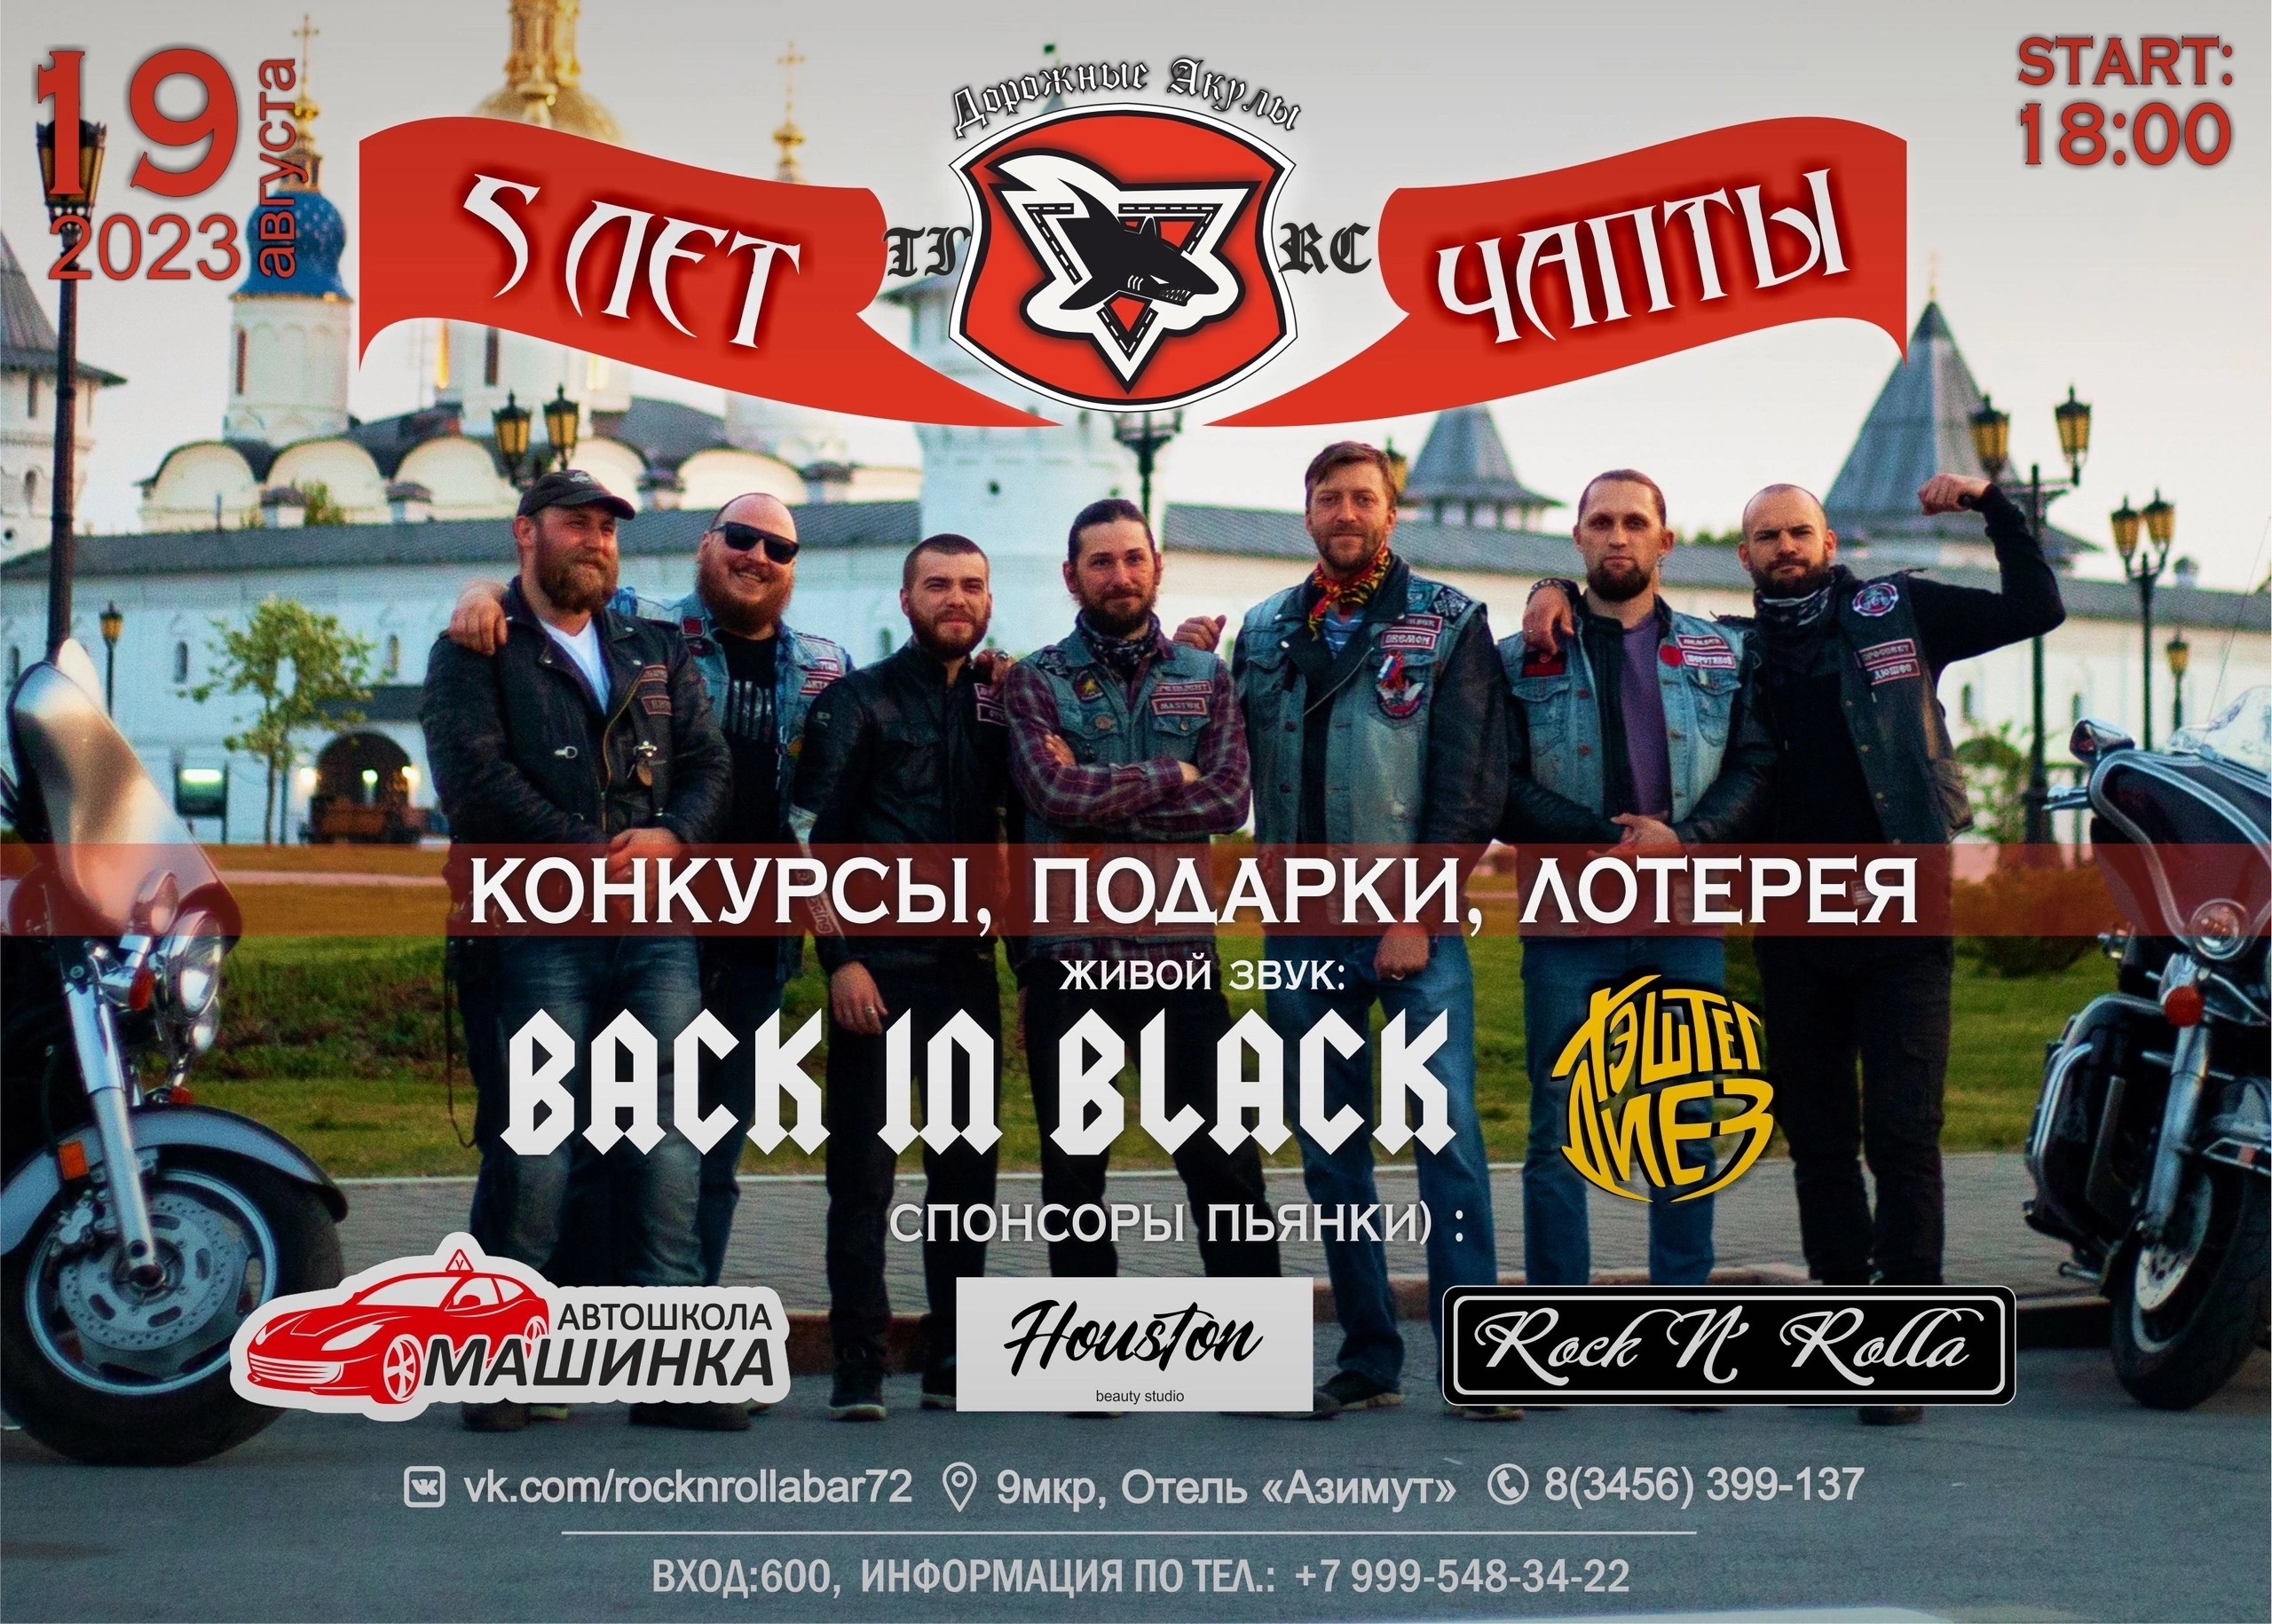 19
августа
2023
START:
18:00
Дорожные Акулы
5 ЛЕТ
RC
ЧАПТЫ
DИКМОН
MASTER
КОНКУРСЫ, ПОДАРКИ, ЛОТЕРЕЯ
ЖИВОЙ ЗВУК:
BACK IN BLACK
ХЭШТЕГ
ДИЕЗ
СПОНСОРЫ ПЬЯНКИ) :
АВТОШКОЛА
МАШИНКА
Houston
beauty studio
Rock N' Rolla
vk.com/rocknrollabar72
9мкр, Отель «Азимут»
8(3456) 399-137
ВХОД:600, ИНФОРМАЦИЯ ПО ТЕЛ.: +7 999-548-34-22